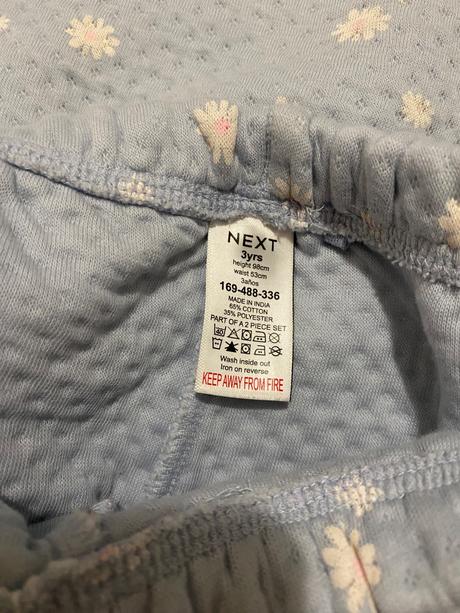 NEXT
3yrs
height 98cm
waist 53cm
3años
169-488-336
MADE IN INDIA
65% COTTON
35% POLYESTER
PART OF A 2 PIECE SET
40
Wash inside out
Iron on reverse
KEEP AWAY FROM FIRE